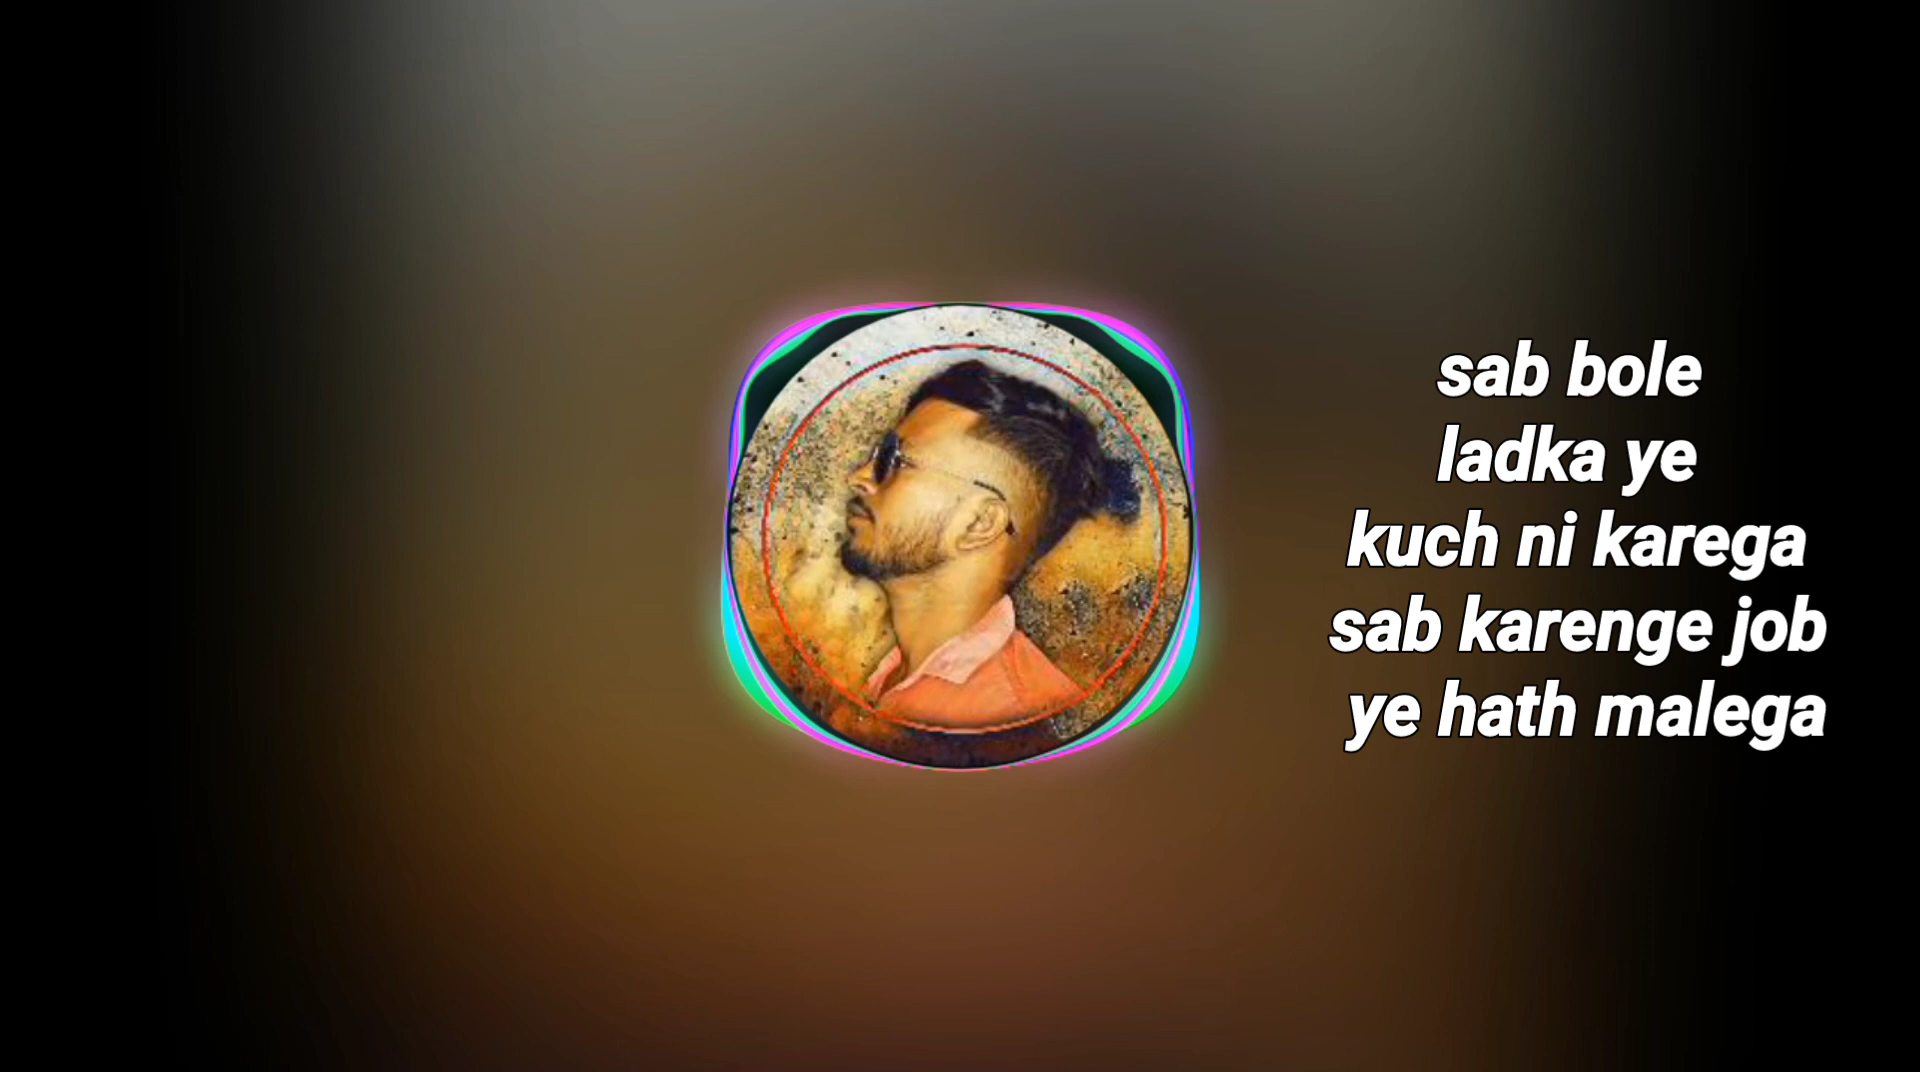 sab bole
ladka ye
kuch ni karega
sab karenge job
ye hath malega